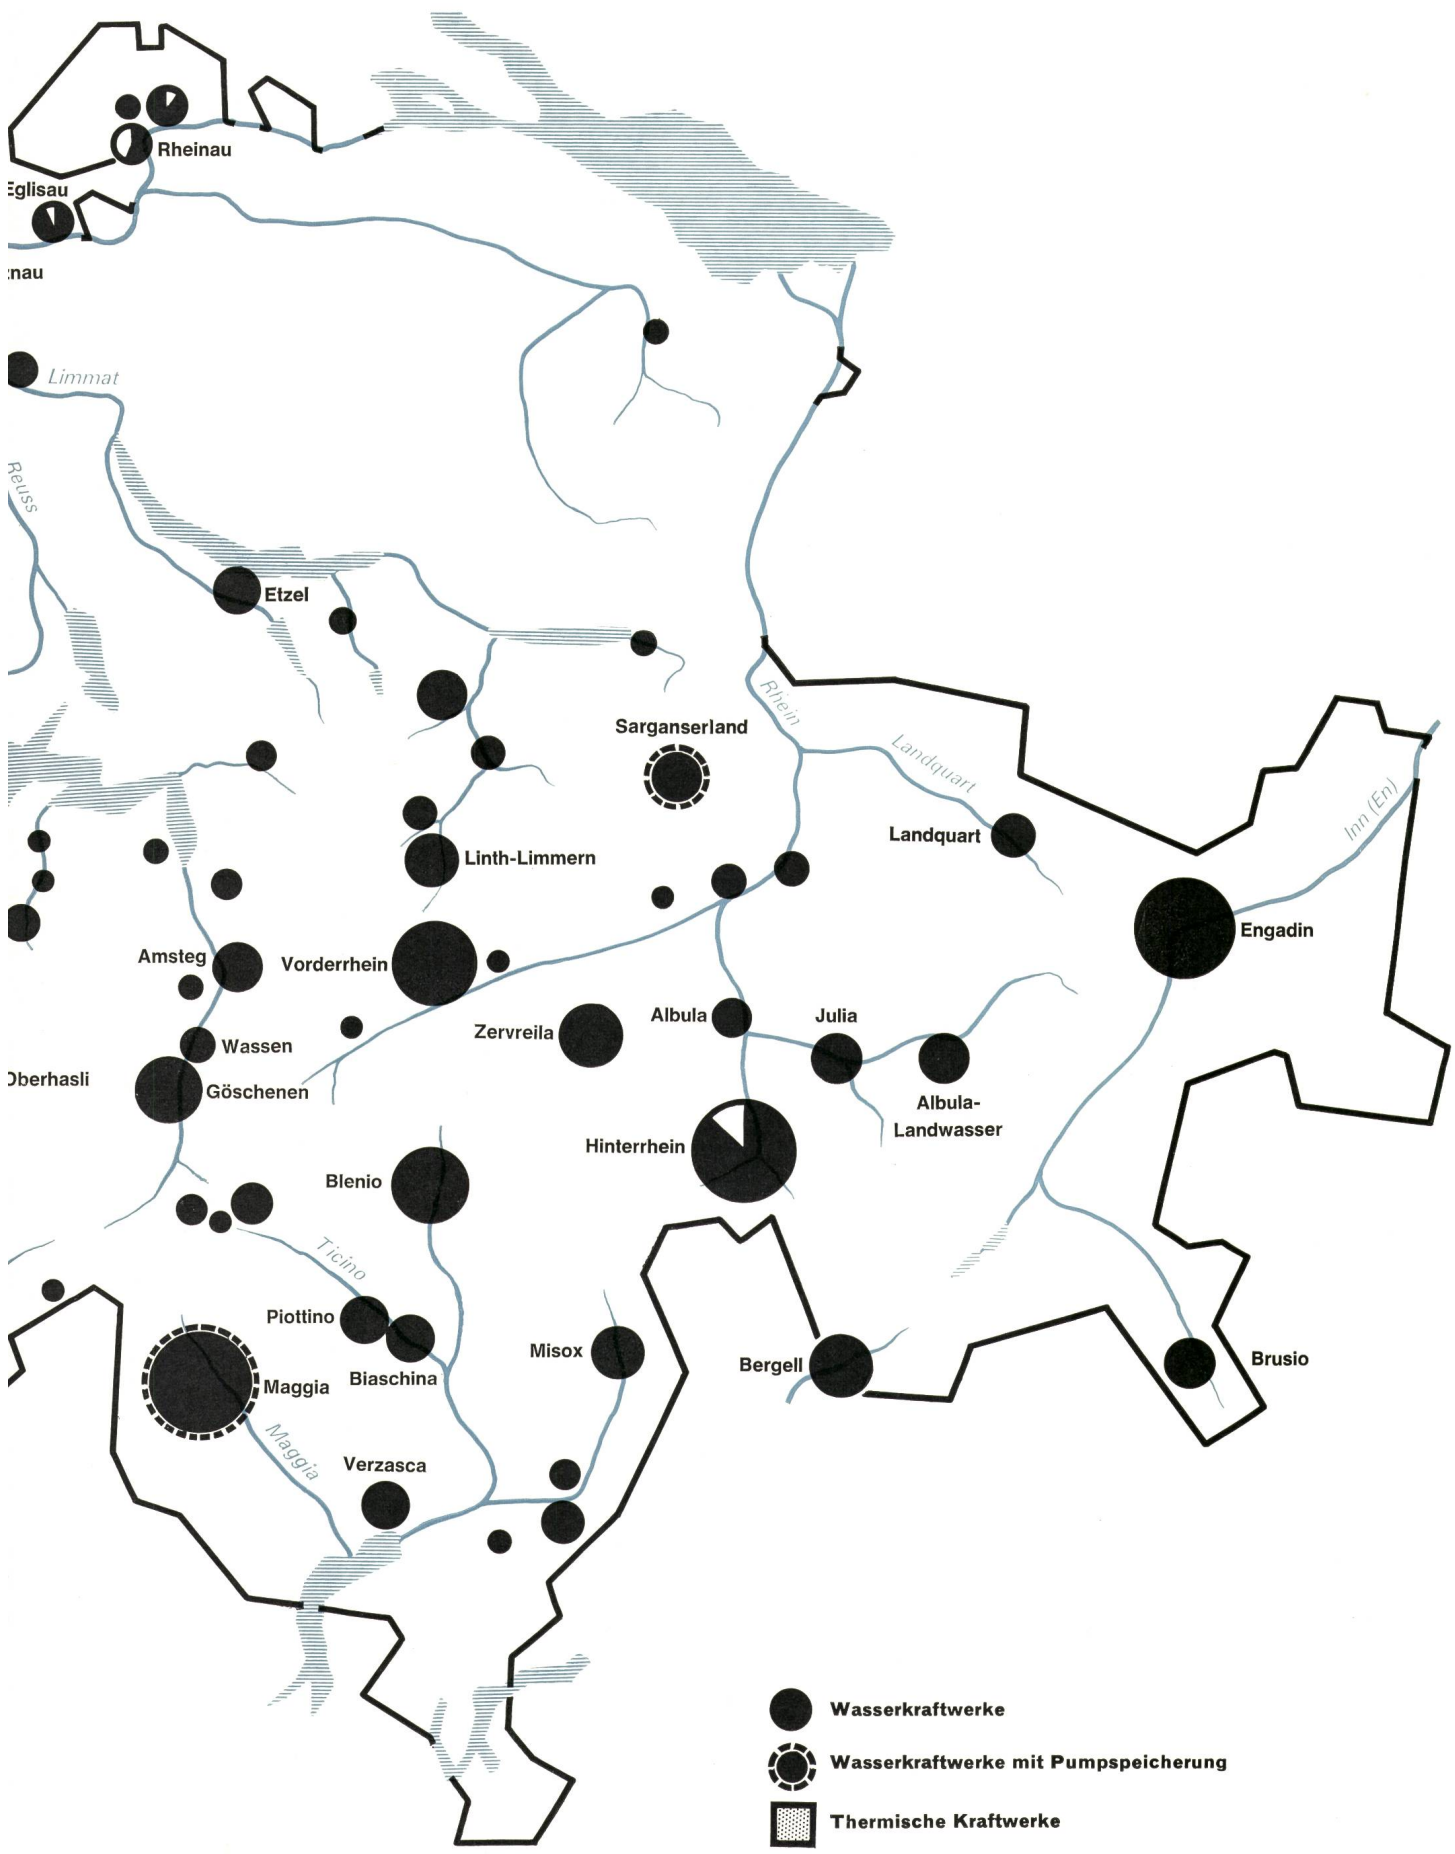 Rheinau
Eglisau
znau
Limmat
Reuss
Etzel
Rhein
Sarganserland
Landquart
Inn (En)
Landquart
Linth-Limmern
Engadin
Amsteg
Vorderrhein
Albula
Julia
Zervreila
Wassen
Oberhasli
Göschenen
Albula-
Landwasser
Hinterrhein
Blenio
Ticino
Piottino
Misox
Bergell
Brusio
Biaschina
Maggia
Maggia
Verzasca
Wasserkraftwerke
Wasserkraftwerke mit Pumpspeicherung
Thermische Kraftwerke